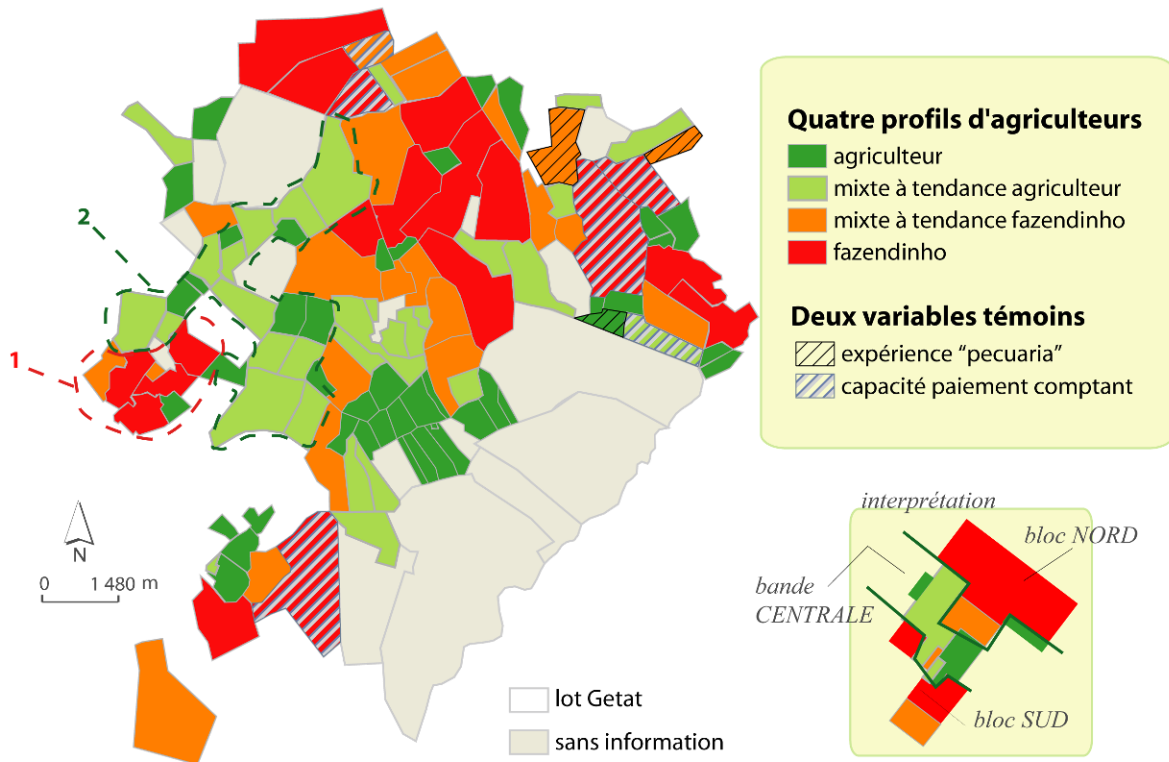 Quatre profils d'agriculteurs
agriculteur
mixte à tendance agriculteur
mixte à tendance fazendinho
fazendinho
Deux variables témoins
expérience “pecuaria”
capacité paiement comptant
2
1
N
0 1 480 m
lot Getat
sans information
interprétation
bloc NORD
bande
CENTRALE
bloc SUD